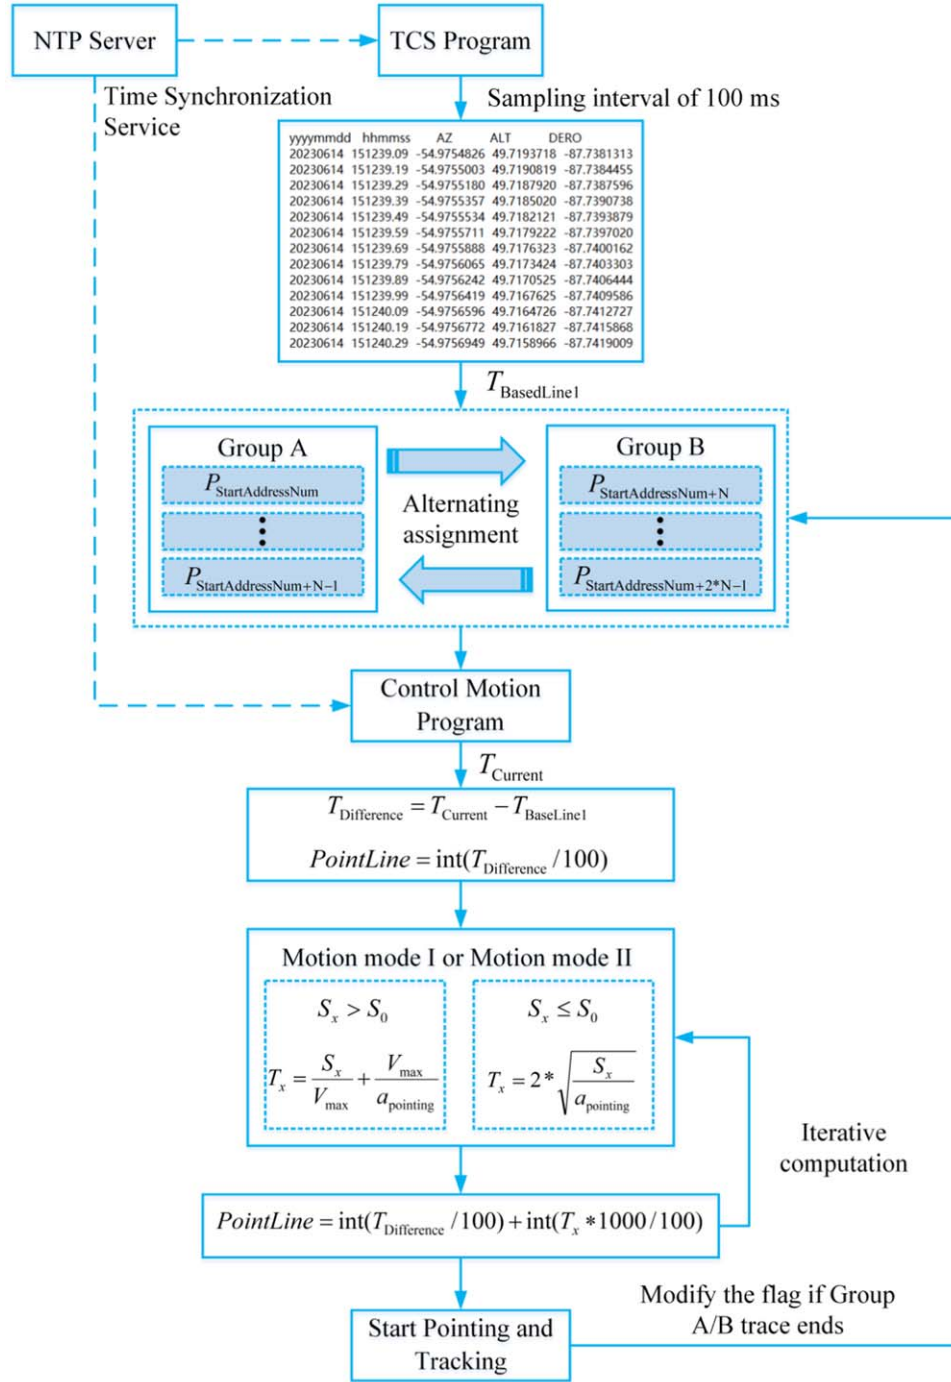 NTP Server
TCS Program
Time Synchronization
Service
Sampling interval of 100 ms
yyyymmdd hhmmss AZ ALT DERO
20230614 151239.09 -54.9754826 49.7193718 -87.7381313
20230614 151239.19 -54.9755003 49.7190819 -87.7384455
20230614 151239.29 -54.9755180 49.7187920 -87.7387596
20230614 151239.39 -54.9755357 49.7185020 -87.7390738
20230614 151239.49 -54.9755534 49.7182121 -87.7393879
20230614 151239.59 -54.9755711 49.7179222 -87.7397020
20230614 151239.69 -54.9755888 49.7176323 -87.7400162
20230614 151239.79 -54.9756065 49.7173424 -87.7403303
20230614 151239.89 -54.9756242 49.7170525 -87.7406444
20230614 151239.99 -54.9756419 49.7167625 -87.7409586
20230614 151240.09 -54.9756596 49.7164726 -87.7412727
20230614 151240.19 -54.9756772 49.7161827 -87.7415868
20230614 151240.29 -54.9756949 49.7158966 -87.7419009
T_BasedLine1
Group A
P_StartAddressNum
⋮
P_StartAddressNum+N−1
Alternating
assignment
Group B
P_StartAddressNum+N
⋮
P_StartAddressNum+2*N−1
Control Motion
Program
T_Current
T_Difference = T_Current − T_BaseLine1
PointLine = int(T_Difference /100)
Motion mode I or Motion mode II
S_x > S_0
T_x = S_x/V_max + V_max/a_pointing
S_x ≤ S_0
T_x = 2*√(S_x/a_pointing)
Iterative
computation
PointLine = int(T_Difference /100) + int(T_x *1000/100)
Start Pointing and
Tracking
Modify the flag if Group
A/B trace ends